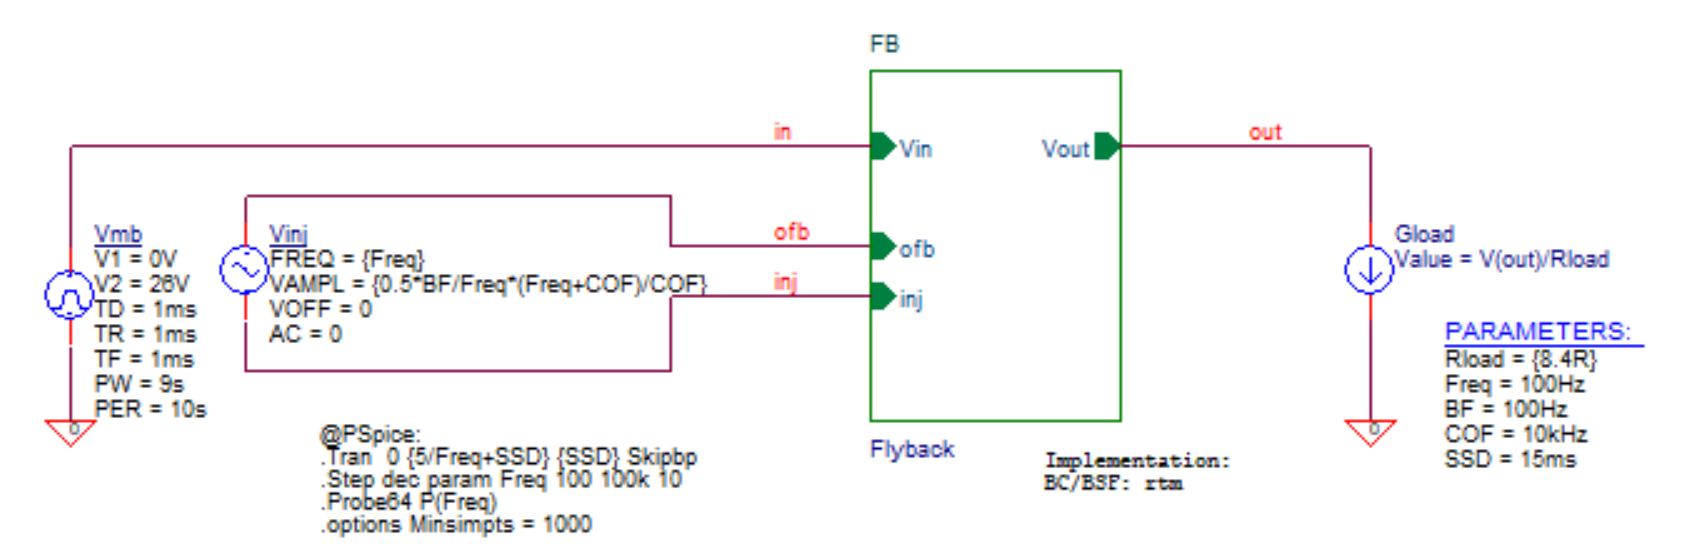 FB
in
Vin
Vout
out
ofb
ofb
inj
inj
Vmb
V1 = 0V
V2 = 26V
TD = 1ms
TR = 1ms
TF = 1ms
PW = 9s
PER = 10s
0
Vinj
FREQ = {Freq}
VAMPL = {0.5*BF/Freq*(Freq+COF)/COF}
VOFF = 0
AC = 0
Gload
Value = V(out)/Rload
0
PARAMETERS:
Rload = {8.4R}
Freq = 100Hz
BF = 100Hz
COF = 10kHz
SSD = 15ms
@PSpice:
.Tran 0 {5/Freq+SSD} {SSD} Skipbp
.Step dec param Freq 100 100k 10
.Probe64 P(Freq)
.options Minsimpts = 1000
Flyback
Implementation:
BC/BSF: rtm